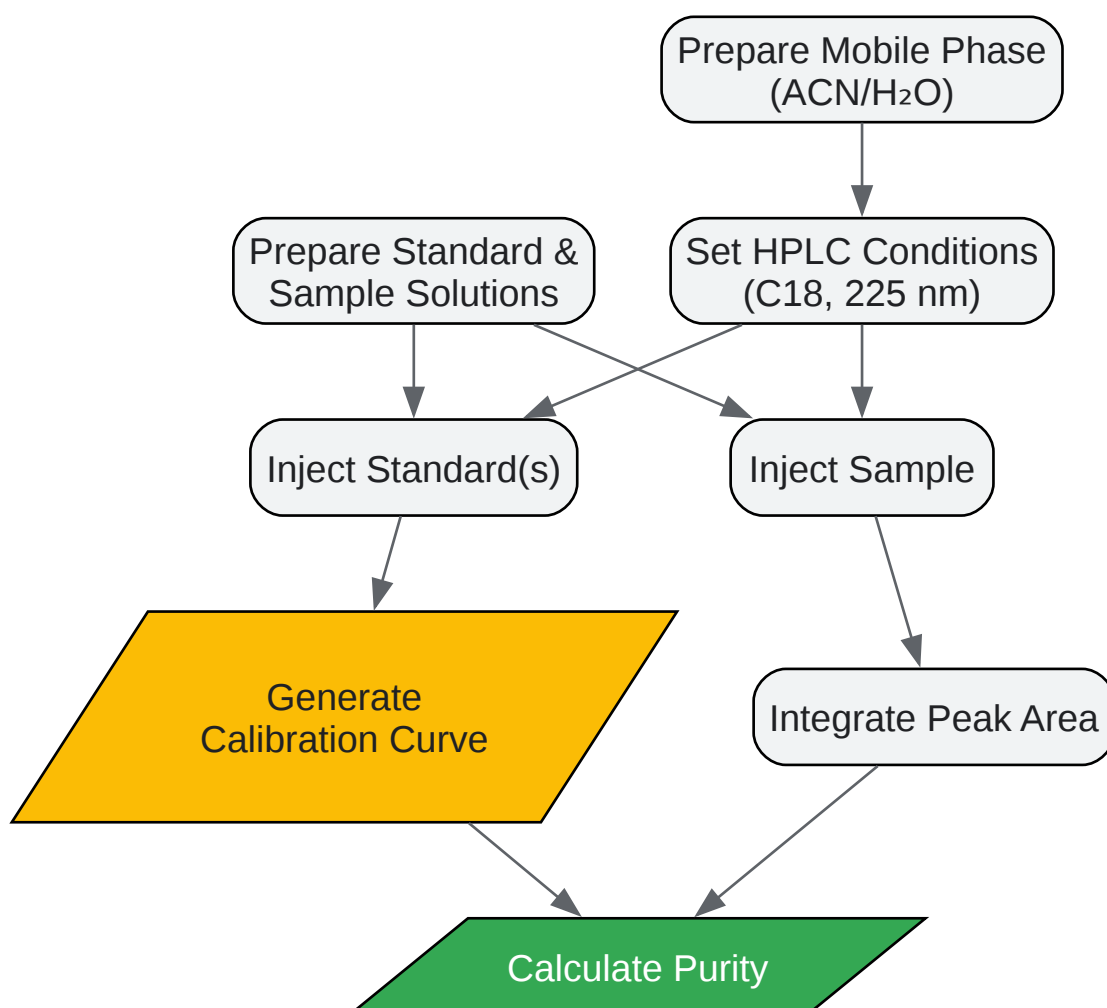 Prepare Mobile Phase
(ACN/H₂O)
Prepare Standard &
Sample Solutions
Set HPLC Conditions
(C18, 225 nm)
Inject Standard(s)
Inject Sample
Generate
Calibration Curve
Integrate Peak Area
Calculate Purity